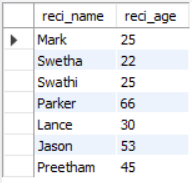 reci_name reci_age
Mark 25
Swetha 22
Swathi 25
Parker 66
Lance 30
Jason 53
Preetham 45